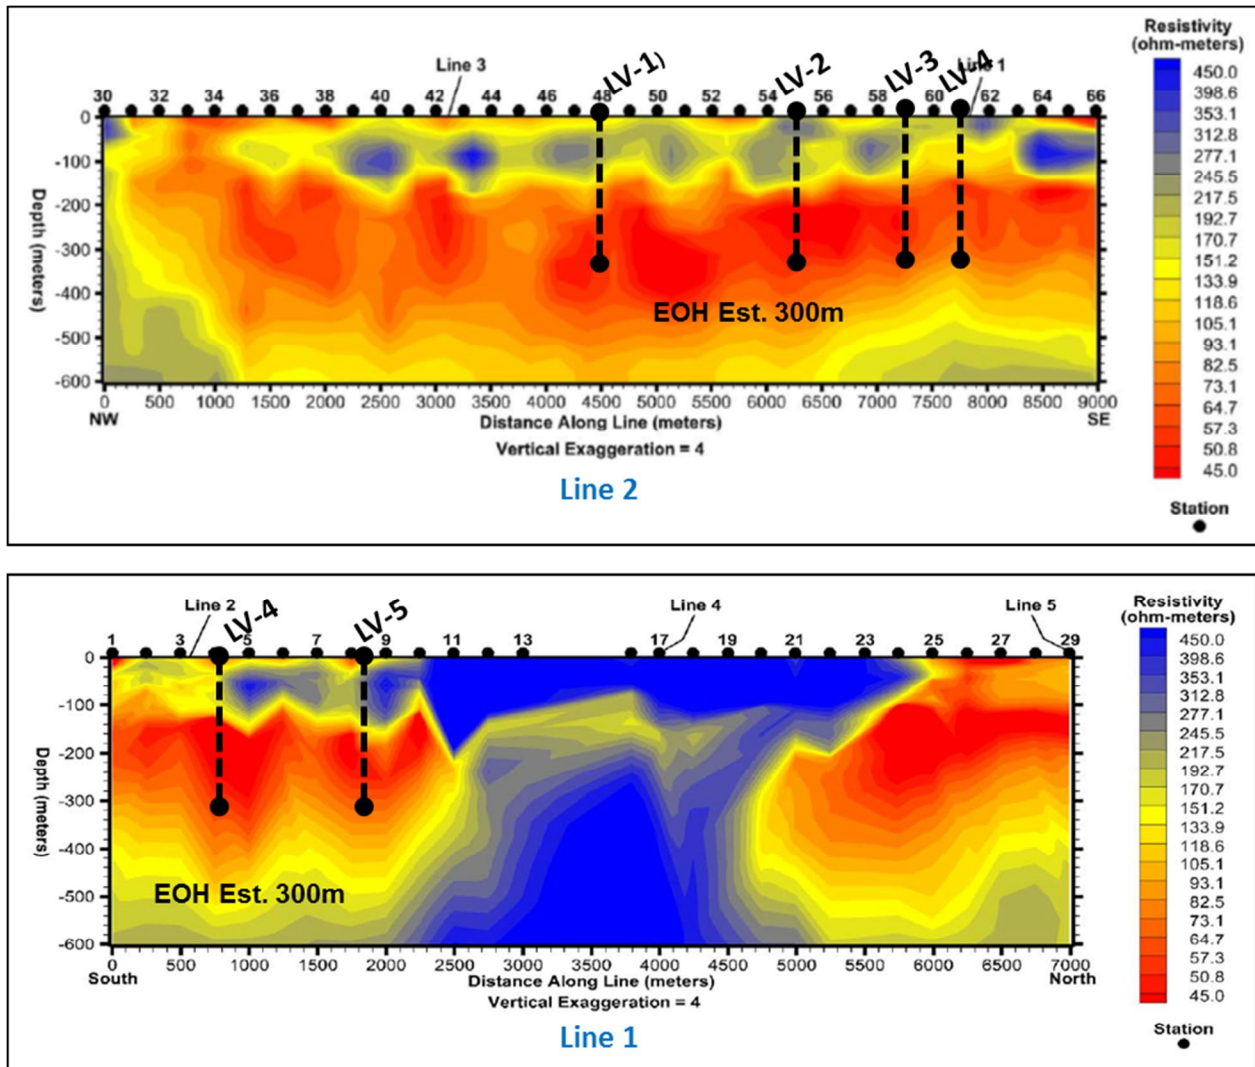 Line 3
LV-1)
LV-2
LV-3
LV-4
Line 1
30 32 34 36 38 40 42 44 46 48 50 52 54 56 58 60 62 64 66
Depth (meters)
0
-100
-200
-300
-400
-500
-600
EOH Est. 300m
0 500 1000 1500 2000 2500 3000 3500 4000 4500 5000 5500 6000 6500 7000 7500 8000 8500 9000
NW
Distance Along Line (meters)
SE
Vertical Exaggeration = 4
Line 2
Resistivity
(ohm-meters)
450.0
398.6
353.1
312.8
277.1
245.5
217.5
192.7
170.7
151.2
133.9
118.6
105.1
93.1
82.5
73.1
64.7
57.3
50.8
45.0
Station
Line 2
LV-4
LV-5
Line 4
Line 5
1 3 5 7 9 11 13 17 19 21 23 25 27 29
Depth (meters)
0
-100
-200
-300
-400
-500
-600
EOH Est. 300m
0 500 1000 1500 2000 2500 3000 3500 4000 4500 5000 5500 6000 6500 7000
South
Distance Along Line (meters)
North
Vertical Exaggeration = 4
Line 1
Resistivity
(ohm-meters)
450.0
398.6
353.1
312.8
277.1
245.5
217.5
192.7
170.7
151.2
133.9
118.6
105.1
93.1
82.5
73.1
64.7
57.3
50.8
45.0
Station